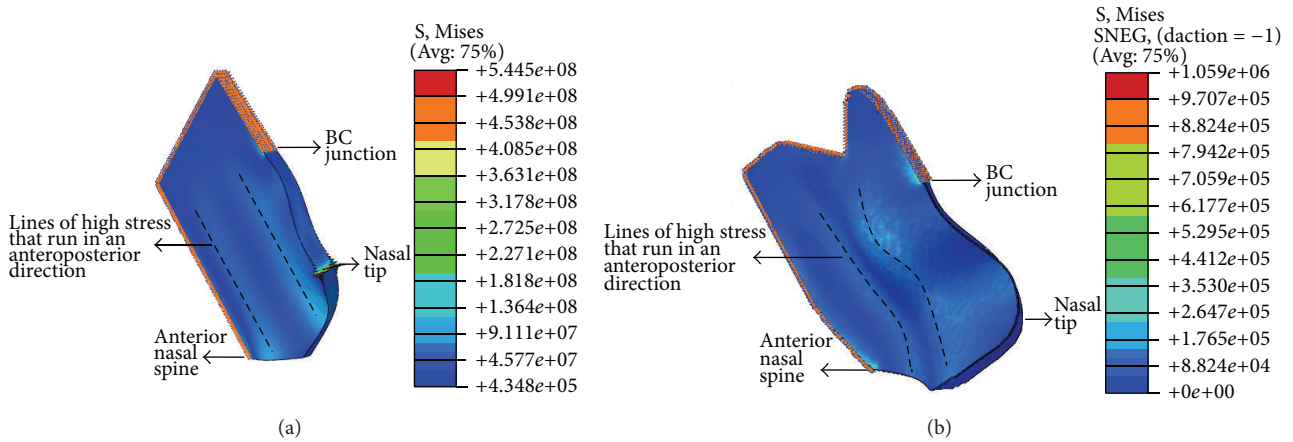 S, Mises
(Avg: 75%)
+5.445e+08
+4.991e+08
+4.538e+08
+4.085e+08
+3.631e+08
+3.178e+08
+2.725e+08
+2.271e+08
+1.818e+08
+1.364e+08
+9.111e+07
+4.577e+07
+4.348e+05
BC
junction
Lines of high stress
that run in an
anteroposterior
direction
Nasal
tip
Anterior
nasal
spine
(a)
S, Mises
SNEG, (daction = −1)
(Avg: 75%)
+1.059e+06
+9.707e+05
+8.824e+05
+7.942e+05
+7.059e+05
+6.177e+05
+5.295e+05
+4.412e+05
+3.530e+05
+2.647e+05
+1.765e+05
+8.824e+04
+0e+00
BC
junction
Lines of high stress
that run in an
anteroposterior
direction
Nasal
tip
Anterior
nasal
spine
(b)